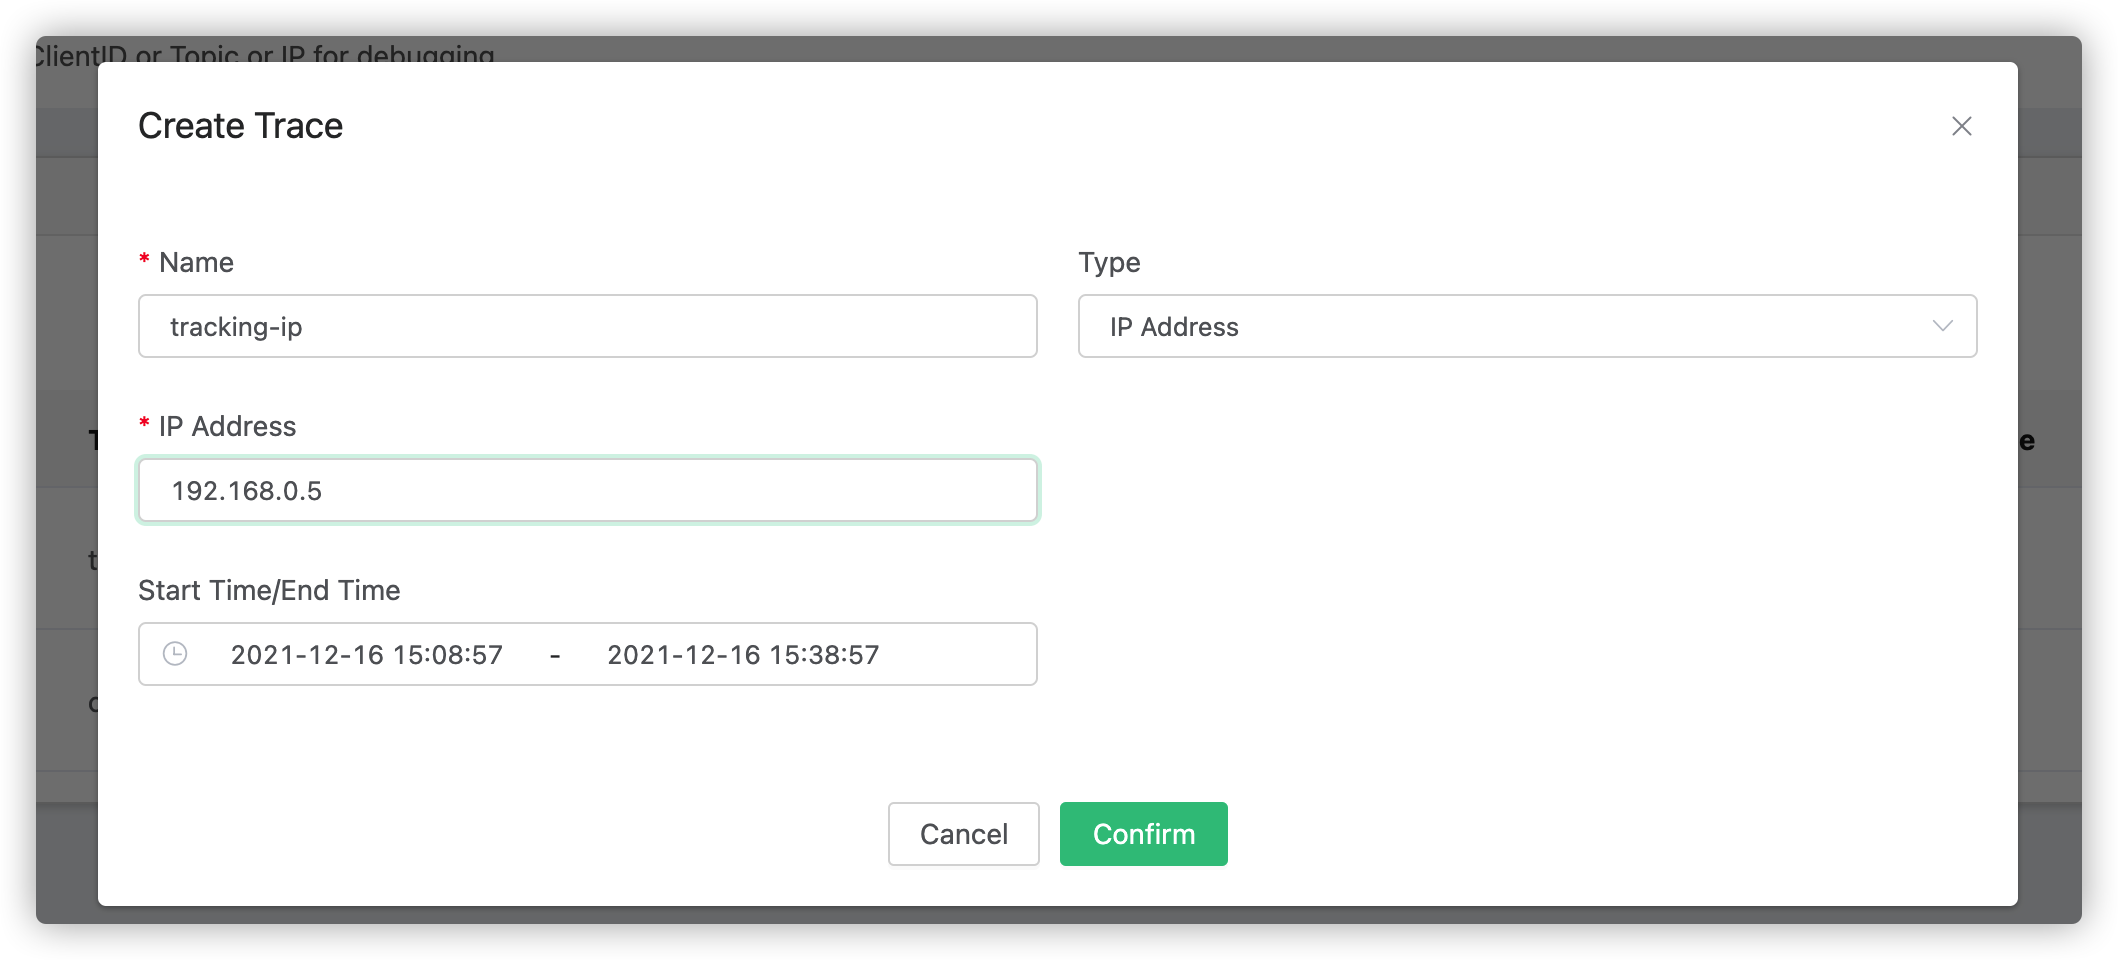 ClientID or Topic or IP for debugging
Create Trace
* Name
Type
tracking-ip
IP Address
* IP Address
192.168.0.5
Start Time/End Time
2021-12-16 15:08:57 - 2021-12-16 15:38:57
Cancel
Confirm